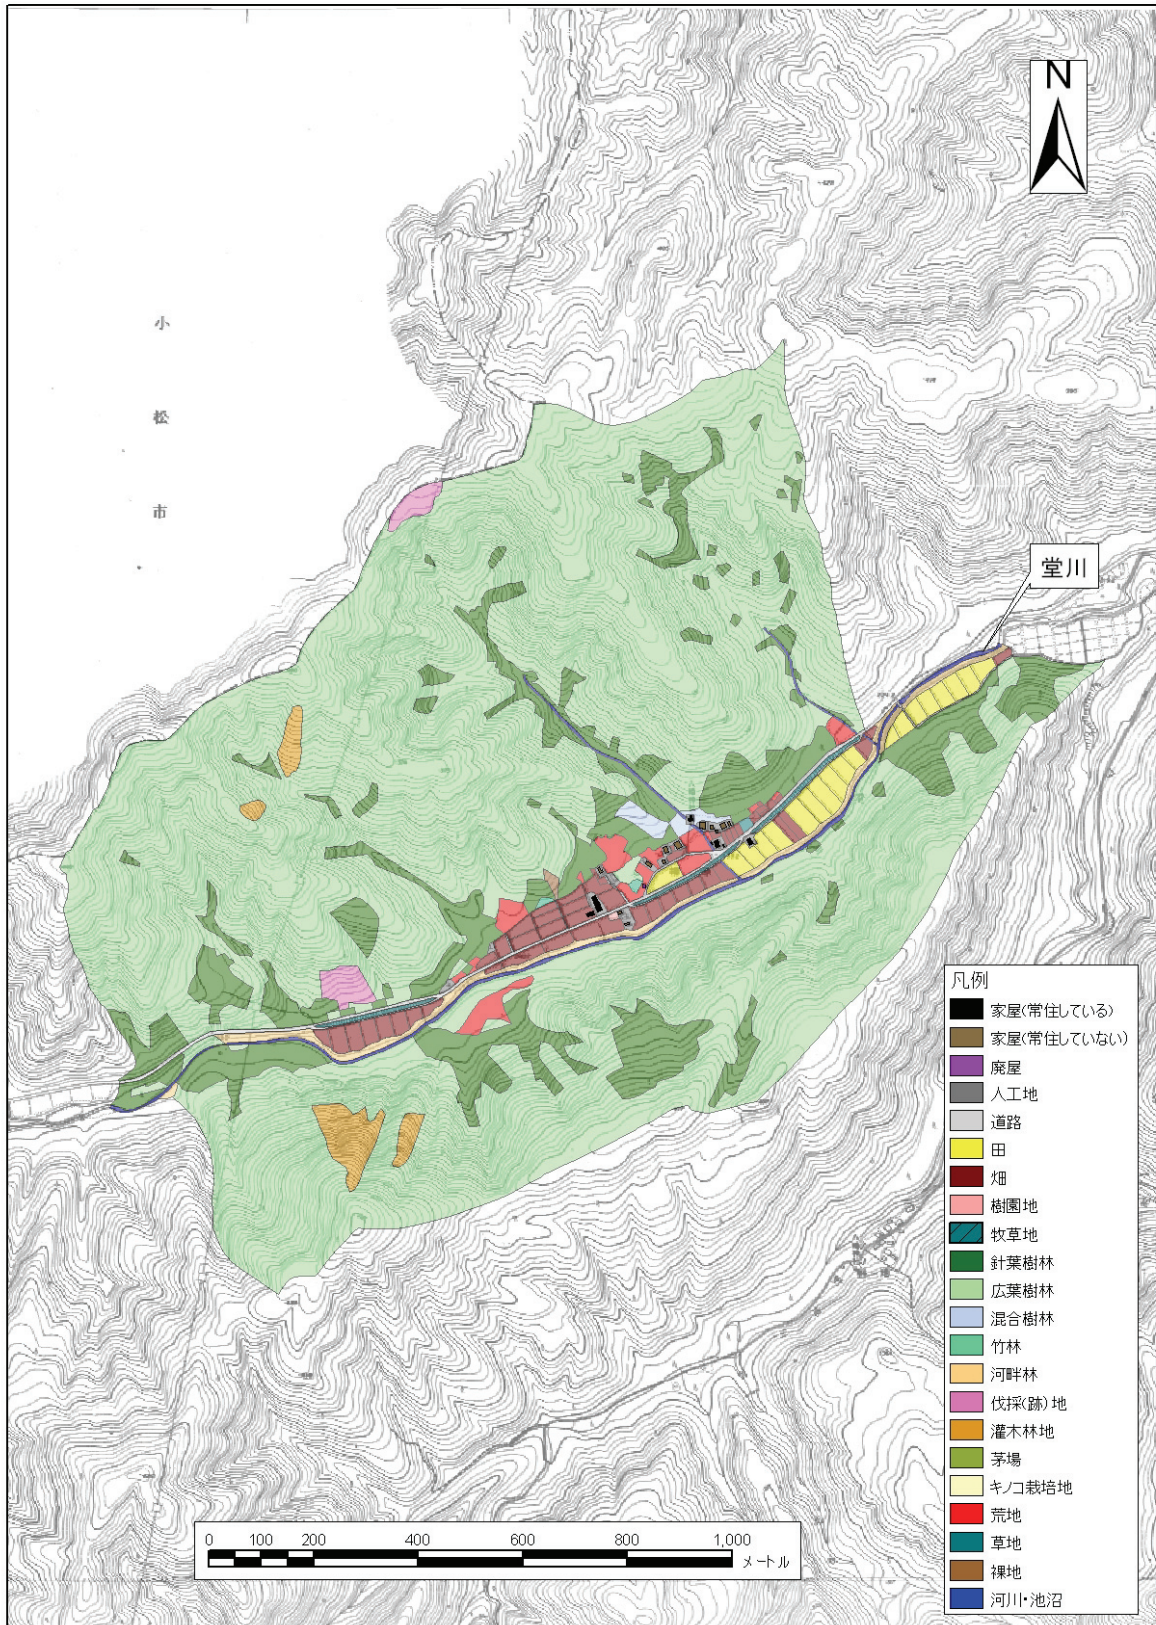 N
小
松
市
堂川
凡例
家屋(常住している)
家屋(常住していない)
廃屋
人工地
道路
田
畑
樹園地
牧草地
針葉樹林
広葉樹林
混合樹林
竹林
河畔林
伐採(跡)地
灌木林地
茅場
キノコ栽培地
荒地
草地
裸地
河川・池沼
0 100 200 400 600 800 1,000
メートル